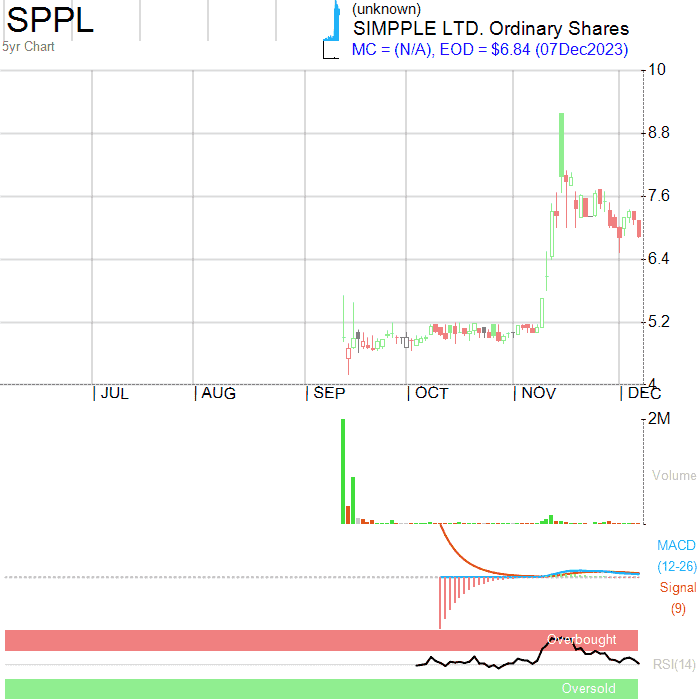 SPPL
5yr Chart
(unknown)
SIMPPLE LTD. Ordinary Shares
MC = (N/A), EOD = $6.84 (07Dec2023)
10
8.8
7.6
6.4
5.2
4
JUL AUG SEP OCT NOV DEC
2M
Volume
MACD
(12-26)
Signal
(9)
Overbought
RSI(14)
Oversold